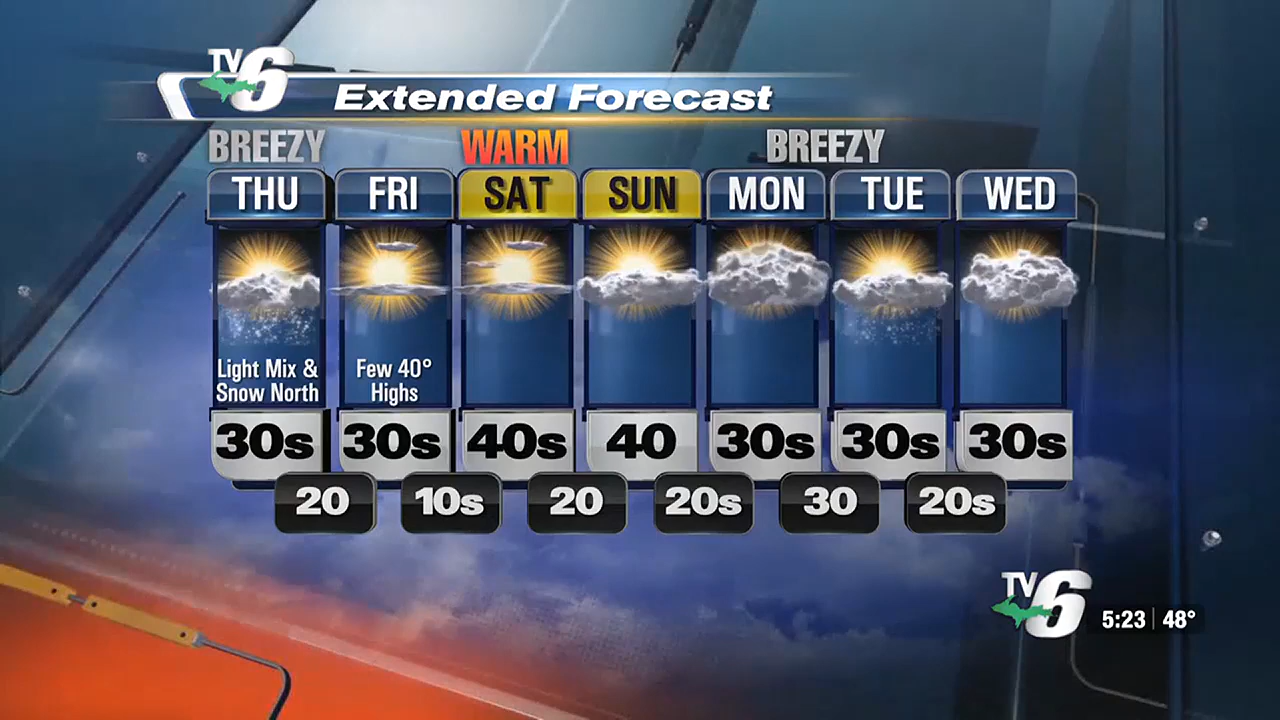 TV6
Extended Forecast
BREEZY WARM BREEZY
THU FRI SAT SUN MON TUE WED
Light Mix & Few 40°
Snow North Highs
30s 30s 40s 40 30s 30s 30s
20 10s 20 20s 30 20s
TV6 5:23 48°